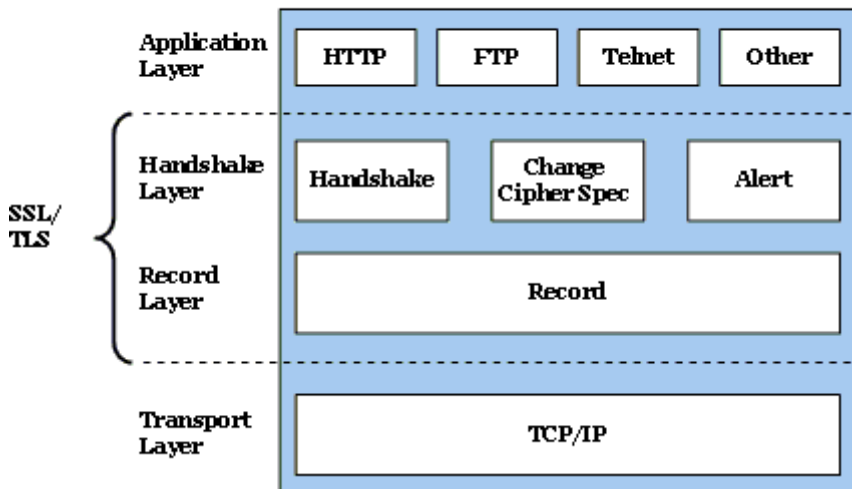 Application
Layer
HTTP
FTP
Telnet
Other
SSL/
TLS
Handshake
Layer
Handshake
Change
Cipher Spec
Alert
Record
Layer
Record
Transport
Layer
TCP/IP